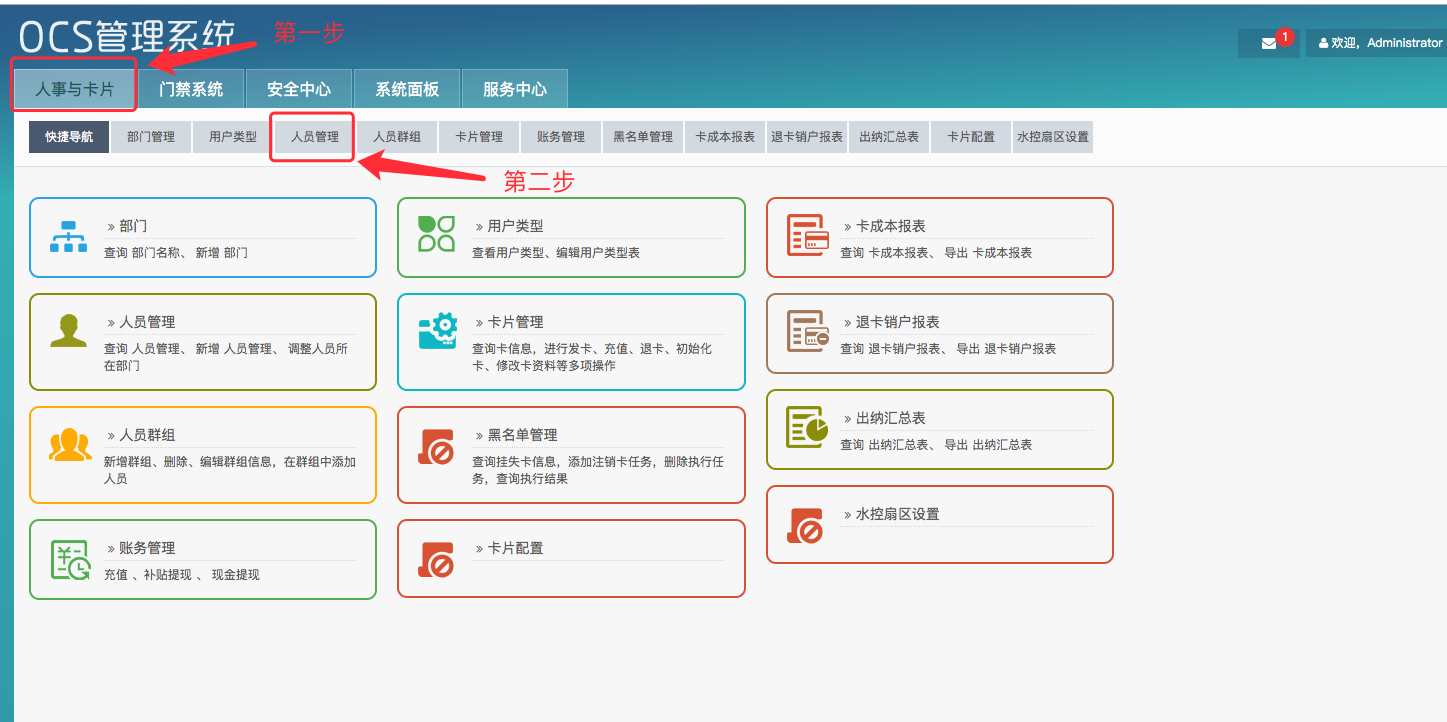 OCS管理系统
第一步
1
欢迎，Administrator
人事与卡片 门禁系统 安全中心 系统面板 服务中心
快捷导航 部门管理 用户类型 人员管理 人员群组 卡片管理 账务管理 黑名单管理 卡成本报表 退卡销户报表 出纳汇总表 卡片配置 水控扇区设置
第二步
» 部门
查询 部门名称、 新增 部门
» 用户类型
查看用户类型、编辑用户类型表
» 卡成本报表
查询 卡成本报表、 导出 卡成本报表
» 人员管理
查询 人员管理、 新增 人员管理、 调整人员所
在部门
» 卡片管理
查询卡信息，进行发卡、充值、退卡、初始化
卡、修改卡资料等多项操作
» 退卡销户报表
查询 退卡销户报表、 导出 退卡销户报表
» 人员群组
新增群组、删除、编辑群组信息，在群组中添加
人员
» 黑名单管理
查询挂失卡信息，添加注销卡任务，删除执行任
务，查询执行结果
» 出纳汇总表
查询 出纳汇总表、 导出 出纳汇总表
» 账务管理
充值 、补贴提现 、 现金提现
» 卡片配置
» 水控扇区设置